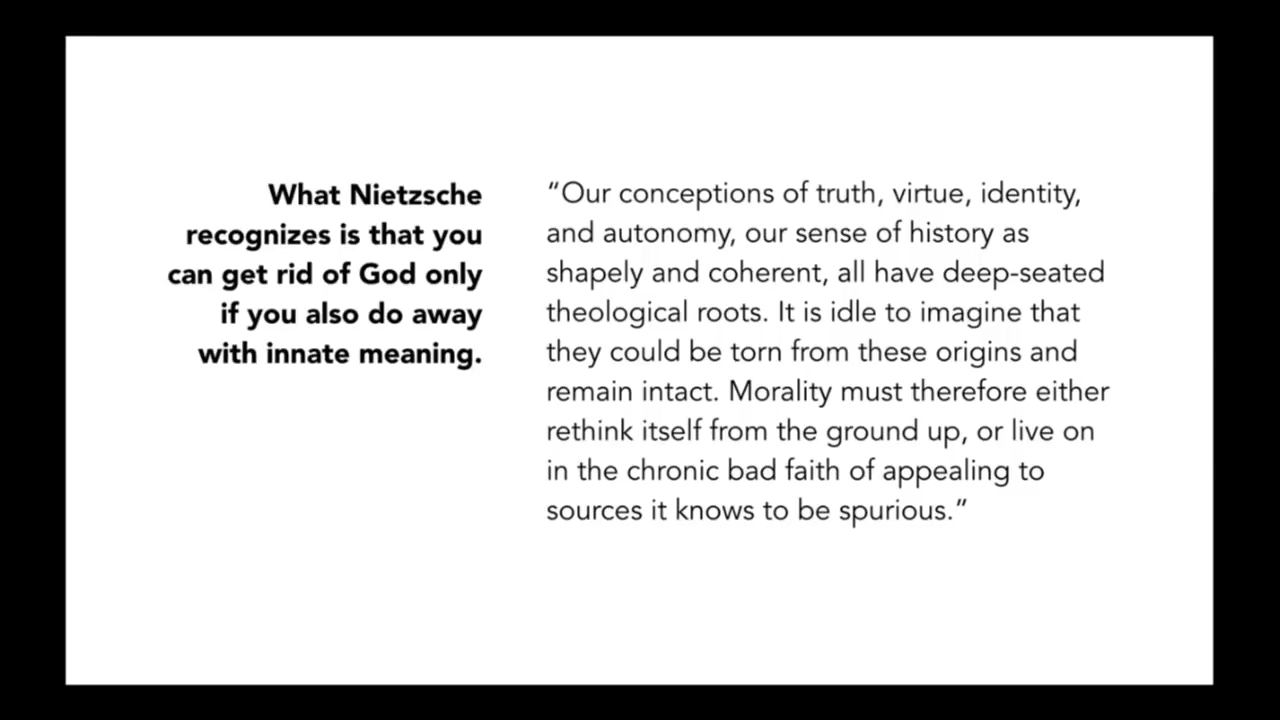 What Nietzsche
recognizes is that you
can get rid of God only
if you also do away
with innate meaning.
“Our conceptions of truth, virtue, identity,
and autonomy, our sense of history as
shapely and coherent, all have deep-seated
theological roots. It is idle to imagine that
they could be torn from these origins and
remain intact. Morality must therefore either
rethink itself from the ground up, or live on
in the chronic bad faith of appealing to
sources it knows to be spurious.”